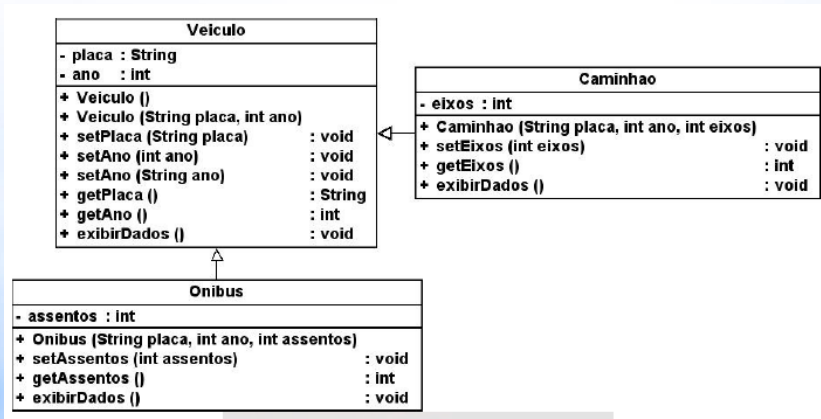 Veiculo
- placa : String
- ano : int
+ Veiculo ()
+ Veiculo (String placa, int ano)
+ setPlaca (String placa) : void
+ setAno (int ano) : void
+ setAno (String ano) : void
+ getPlaca () : String
+ getAno () : int
+ exibirDados () : void
Caminhao
- eixos : int
+ Caminhao (String placa, int ano, int eixos)
+ setEixos (int eixos) : void
+ getEixos () : int
+ exibirDados () : void
Onibus
- assentos : int
+ Onibus (String placa, int ano, int assentos)
+ setAssentos (int assentos) : void
+ getAssentos () : int
+ exibirDados () : void